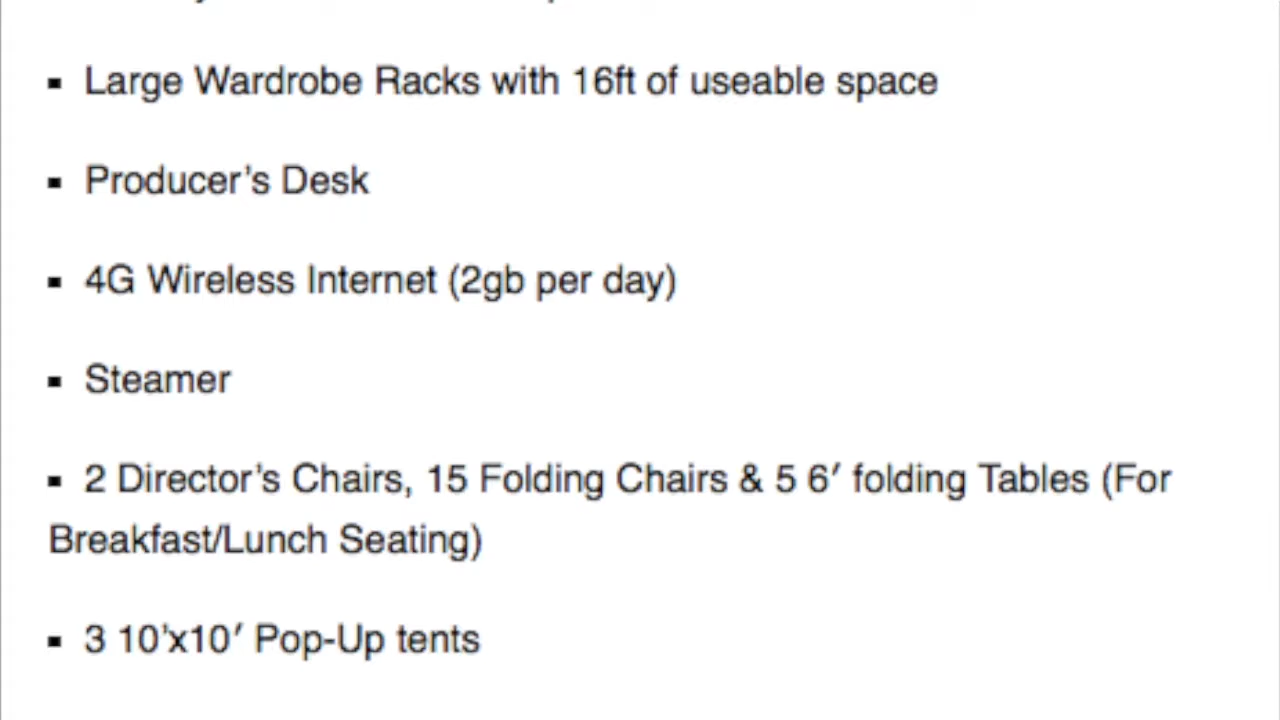 ▪ Large Wardrobe Racks with 16ft of useable space
▪ Producer’s Desk
▪ 4G Wireless Internet (2gb per day)
▪ Steamer
▪ 2 Director’s Chairs, 15 Folding Chairs & 5 6′ folding Tables (For
Breakfast/Lunch Seating)
▪ 3 10’x10′ Pop-Up tents